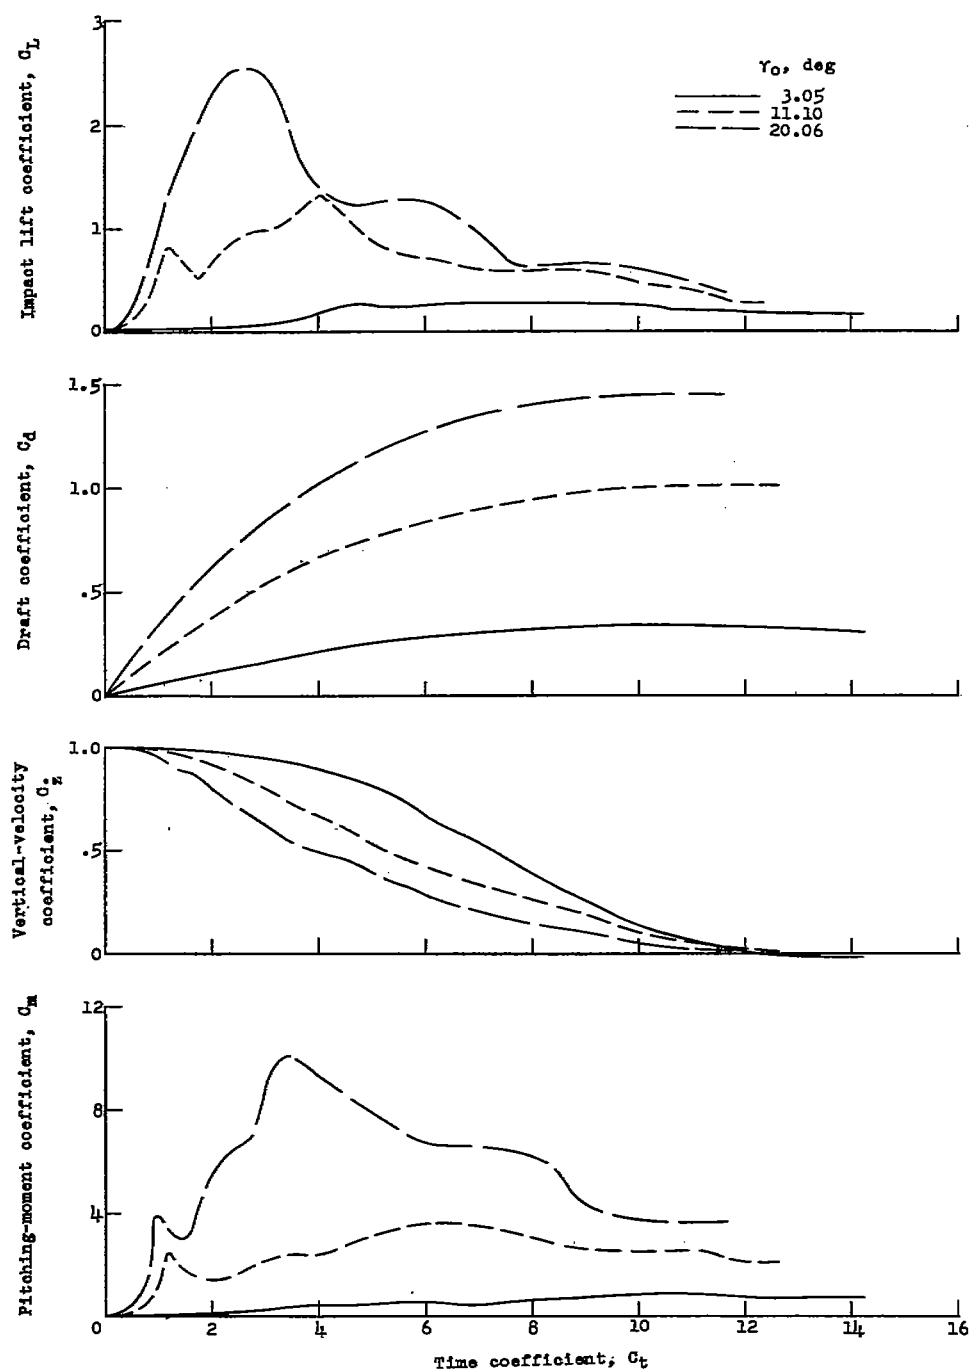 Impact lift coefficient, C_L
3
2
1
0
γ₀, deg
3.05
11.10
20.06
Draft coefficient, C_d
1.5
1.0
.5
0
Vertical-velocity
coefficient, C_ż
1.0
.5
0
Pitching-moment coefficient, C_m
12
8
4
0 2 4 6 8 10 12 14 16
Time coefficient, C_t